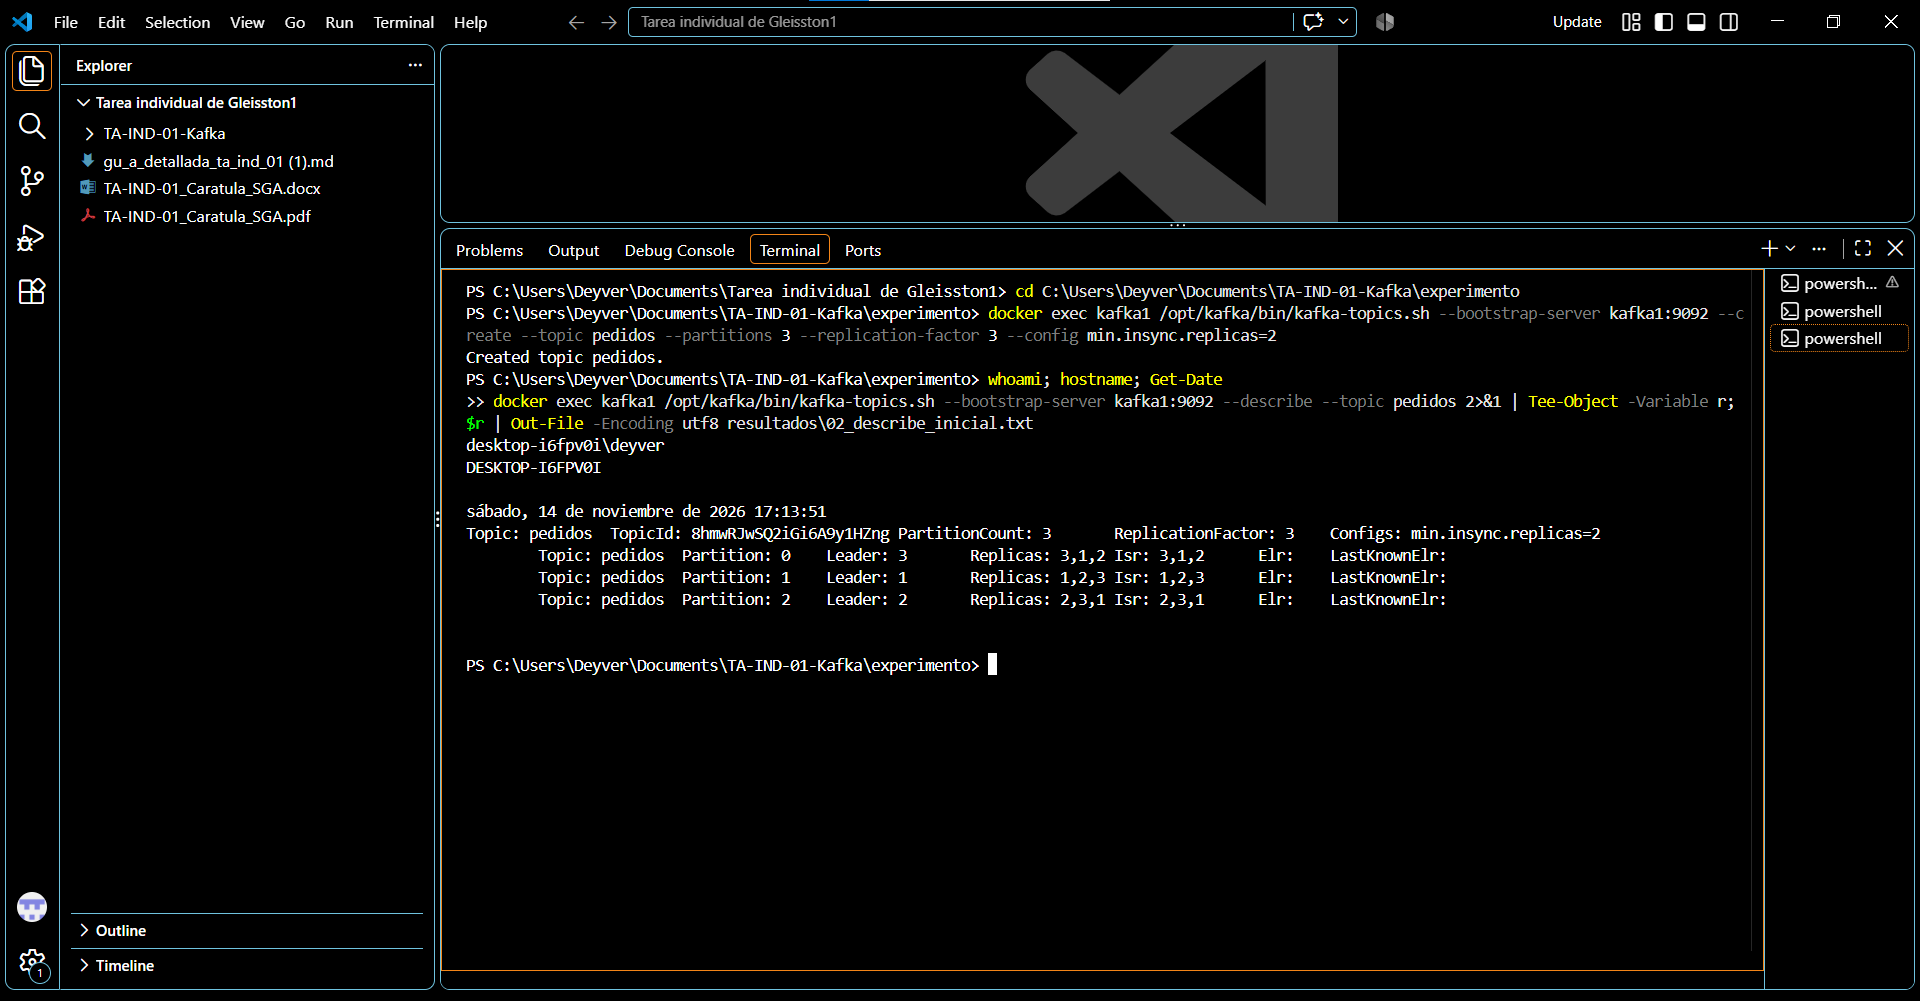 File Edit Selection View Go Run Terminal Help
Tarea individual de Gleisston1
Update
Explorer
Tarea individual de Gleisston1
TA-IND-01-Kafka
gu_a_detallada_ta_ind_01 (1).md
TA-IND-01_Caratula_SGA.docx
TA-IND-01_Caratula_SGA.pdf
Outline
Timeline
1
Problems Output Debug Console Terminal Ports
PS C:\Users\Deyver\Documents\Tarea individual de Gleisston1> cd C:\Users\Deyver\Documents\TA-IND-01-Kafka\experimento
PS C:\Users\Deyver\Documents\TA-IND-01-Kafka\experimento> docker exec kafka1 /opt/kafka/bin/kafka-topics.sh --bootstrap-server kafka1:9092 --c
reate --topic pedidos --partitions 3 --replication-factor 3 --config min.insync.replicas=2
Created topic pedidos.
PS C:\Users\Deyver\Documents\TA-IND-01-Kafka\experimento> whoami; hostname; Get-Date
>> docker exec kafka1 /opt/kafka/bin/kafka-topics.sh --bootstrap-server kafka1:9092 --describe --topic pedidos 2>&1 | Tee-Object -Variable r;
$r | Out-File -Encoding utf8 resultados\02_describe_inicial.txt
desktop-i6fpv0i\deyver
DESKTOP-I6FPV0I
sábado, 14 de noviembre de 2026 17:13:51
Topic: pedidos TopicId: 8hmwRJwSQ2iGi6A9y1HZng PartitionCount: 3 ReplicationFactor: 3 Configs: min.insync.replicas=2
Topic: pedidos Partition: 0 Leader: 3 Replicas: 3,1,2 Isr: 3,1,2 Elr: LastKnownElr:
Topic: pedidos Partition: 1 Leader: 1 Replicas: 1,2,3 Isr: 1,2,3 Elr: LastKnownElr:
Topic: pedidos Partition: 2 Leader: 2 Replicas: 2,3,1 Isr: 2,3,1 Elr: LastKnownElr:
PS C:\Users\Deyver\Documents\TA-IND-01-Kafka\experimento>
powersh...
powershell
powershell